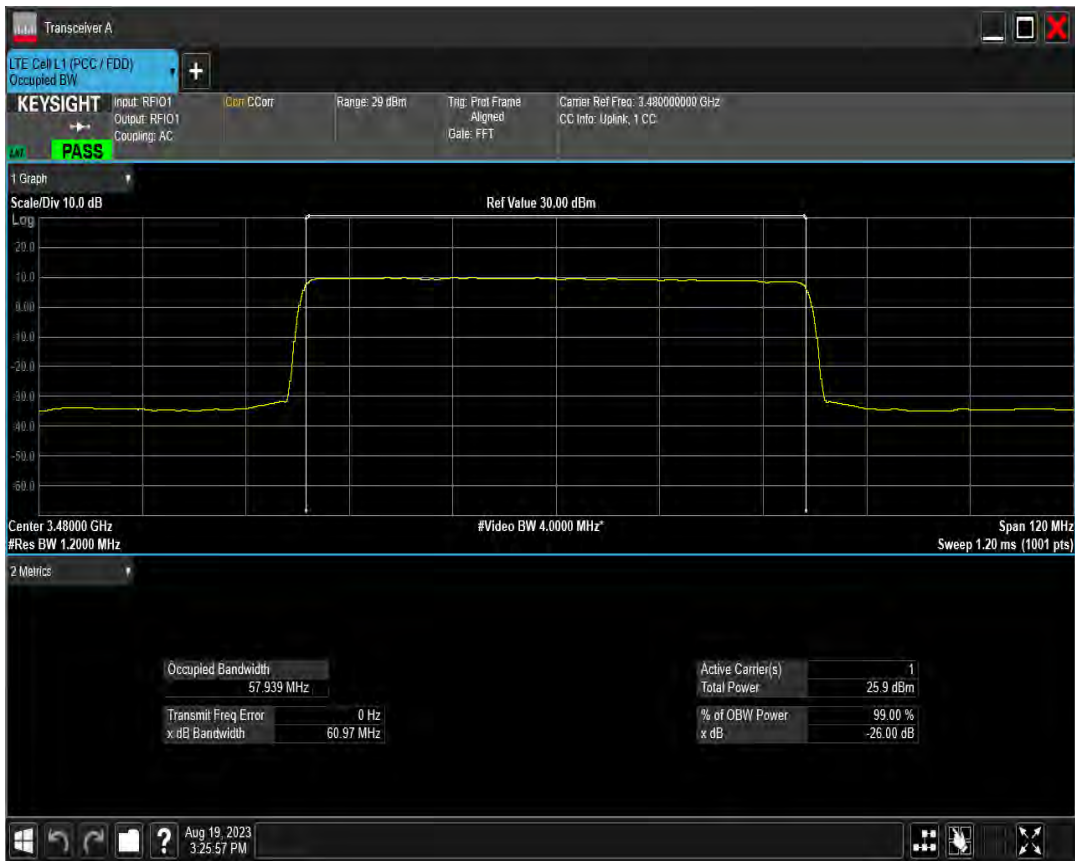 Transceiver A
LTE Cell L1 (PCC / FDD)
Occupied BW
+
KEYSIGHT
Input: RFIO1
Output: RFIO1
Coupling: AC
Corr CCorr
Range: 29 dBm
Trig: Prot Frame
Aligned
Gate: FFT
Carrier Ref Freq: 3.480000000 GHz
CC Info: Uplink, 1 CC
PASS
1 Graph
Scale/Div 10.0 dB
Ref Value 30.00 dBm
Log
20.0
10.0
0.00
-10.0
-20.0
-30.0
-40.0
-50.0
-60.0
Center 3.48000 GHz
#Video BW 4.0000 MHz*
Span 120 MHz
#Res BW 1.2000 MHz
Sweep 1.20 ms (1001 pts)
2 Metrics
Occupied Bandwidth
57.939 MHz
Transmit Freq Error 0 Hz
x dB Bandwidth 60.97 MHz
Active Carrier(s) 1
Total Power 25.9 dBm
% of OBW Power 99.00 %
x dB -26.00 dB
?
Aug 19, 2023
3:25:57 PM